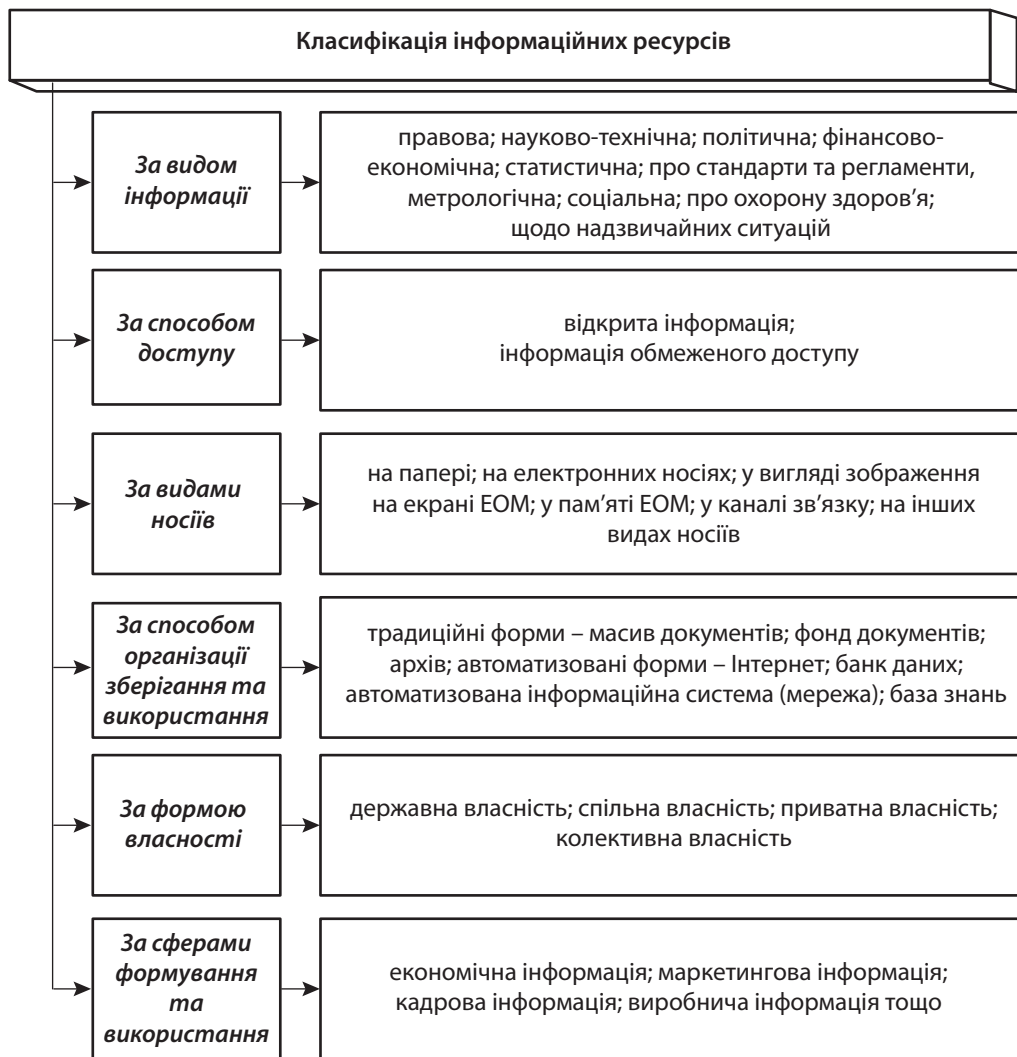 Класифікація інформаційних ресурсів
За видом
інформації
правова; науково-технічна; політична; фінансово-
економічна; статистична; про стандарти та регламенти,
метрологічна; соціальна; про охорону здоров’я;
щодо надзвичайних ситуацій
За способом
доступу
відкрита інформація;
інформація обмеженого доступу
За видами
носіїв
на папері; на електронних носіях; у вигляді зображення
на екрані ЕОМ; у пам’яті ЕОМ; у каналі зв’язку; на інших
видах носіїв
За способом
організації
зберігання та
використання
традиційні форми – масив документів; фонд документів;
архів; автоматизовані форми – Інтернет; банк даних;
автоматизована інформаційна система (мережа); база знань
За формою
власності
державна власність; спільна власність; приватна власність;
колективна власність
За сферами
формування
та
використання
економічна інформація; маркетингова інформація;
кадрова інформація; виробнича інформація тощо